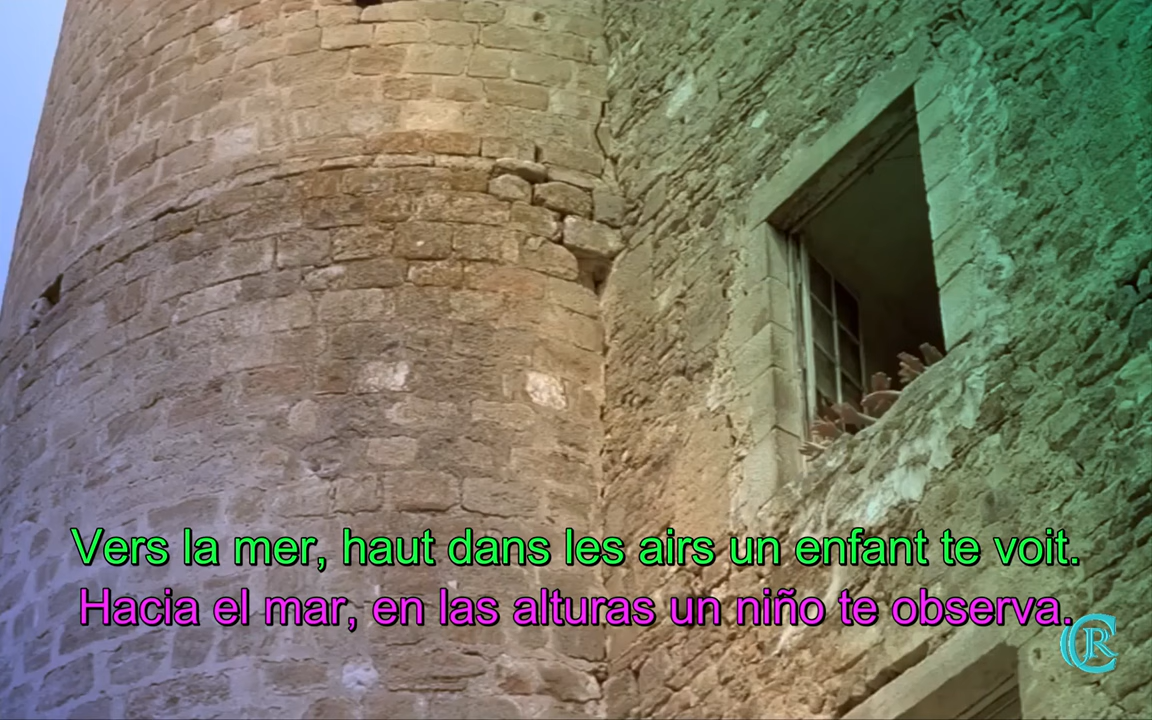 Vers la mer, haut dans les airs un enfant te voit.
Hacia el mar, en las alturas un niño te observa.
CR